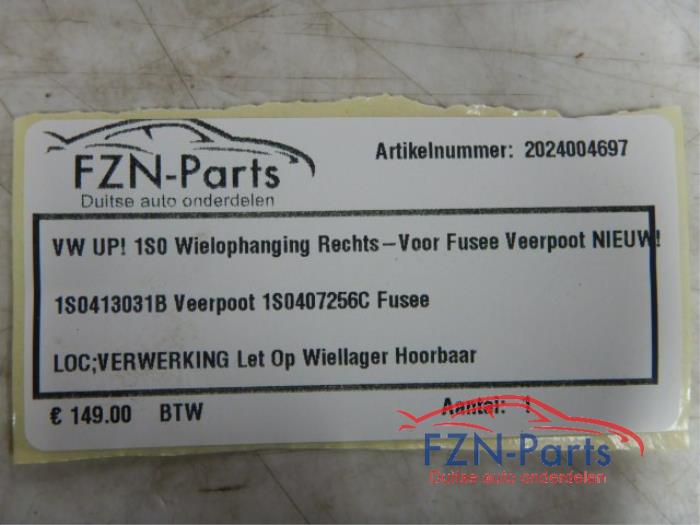 FZN-Parts
Duitse auto onderdelen
Artikelnummer: 2024004697
VW UP! 1S0 Wielophanging Rechts-Voor Fusee Veerpoot NIEUW!
1S0413031B Veerpoot 1S0407256C Fusee
LOC;VERWERKING Let Op Wiellager Hoorbaar
€ 149.00 BTW
Aantal: 1
FZN-Parts
Duitse auto onderdelen